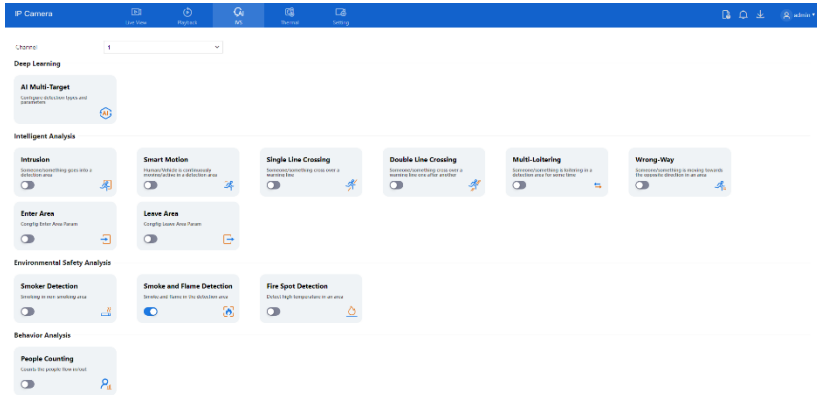 IP Camera
Live View
Playback
IVS
Thermal
Setting
admin
Channel
1
Deep Learning
AI Multi-Target
Configure detection types and
parameters
AI
Intelligent Analysis
Intrusion
Someone/something goes into a
detection area
Smart Motion
Human/Vehicle is continuously
moving/active in a detection area
Single Line Crossing
Someone/something cross over a
warning line
Double Line Crossing
Someone/something cross over a
warning line one after another
Multi-Loitering
Someone/something is loitering in a
detection area for some time
Wrong-Way
Someone/something is moving towards
the opposite direction in an area
Enter Area
Config Enter Area Param
Leave Area
Config Leave Area Param
Environmental Safety Analysis
Smoker Detection
Smoking in non-smoking area
Smoke and Flame Detection
Smoke and flame in the detection area
Fire Spot Detection
Detect high temperature in an area
Behavior Analysis
People Counting
Counts the people flow in/out